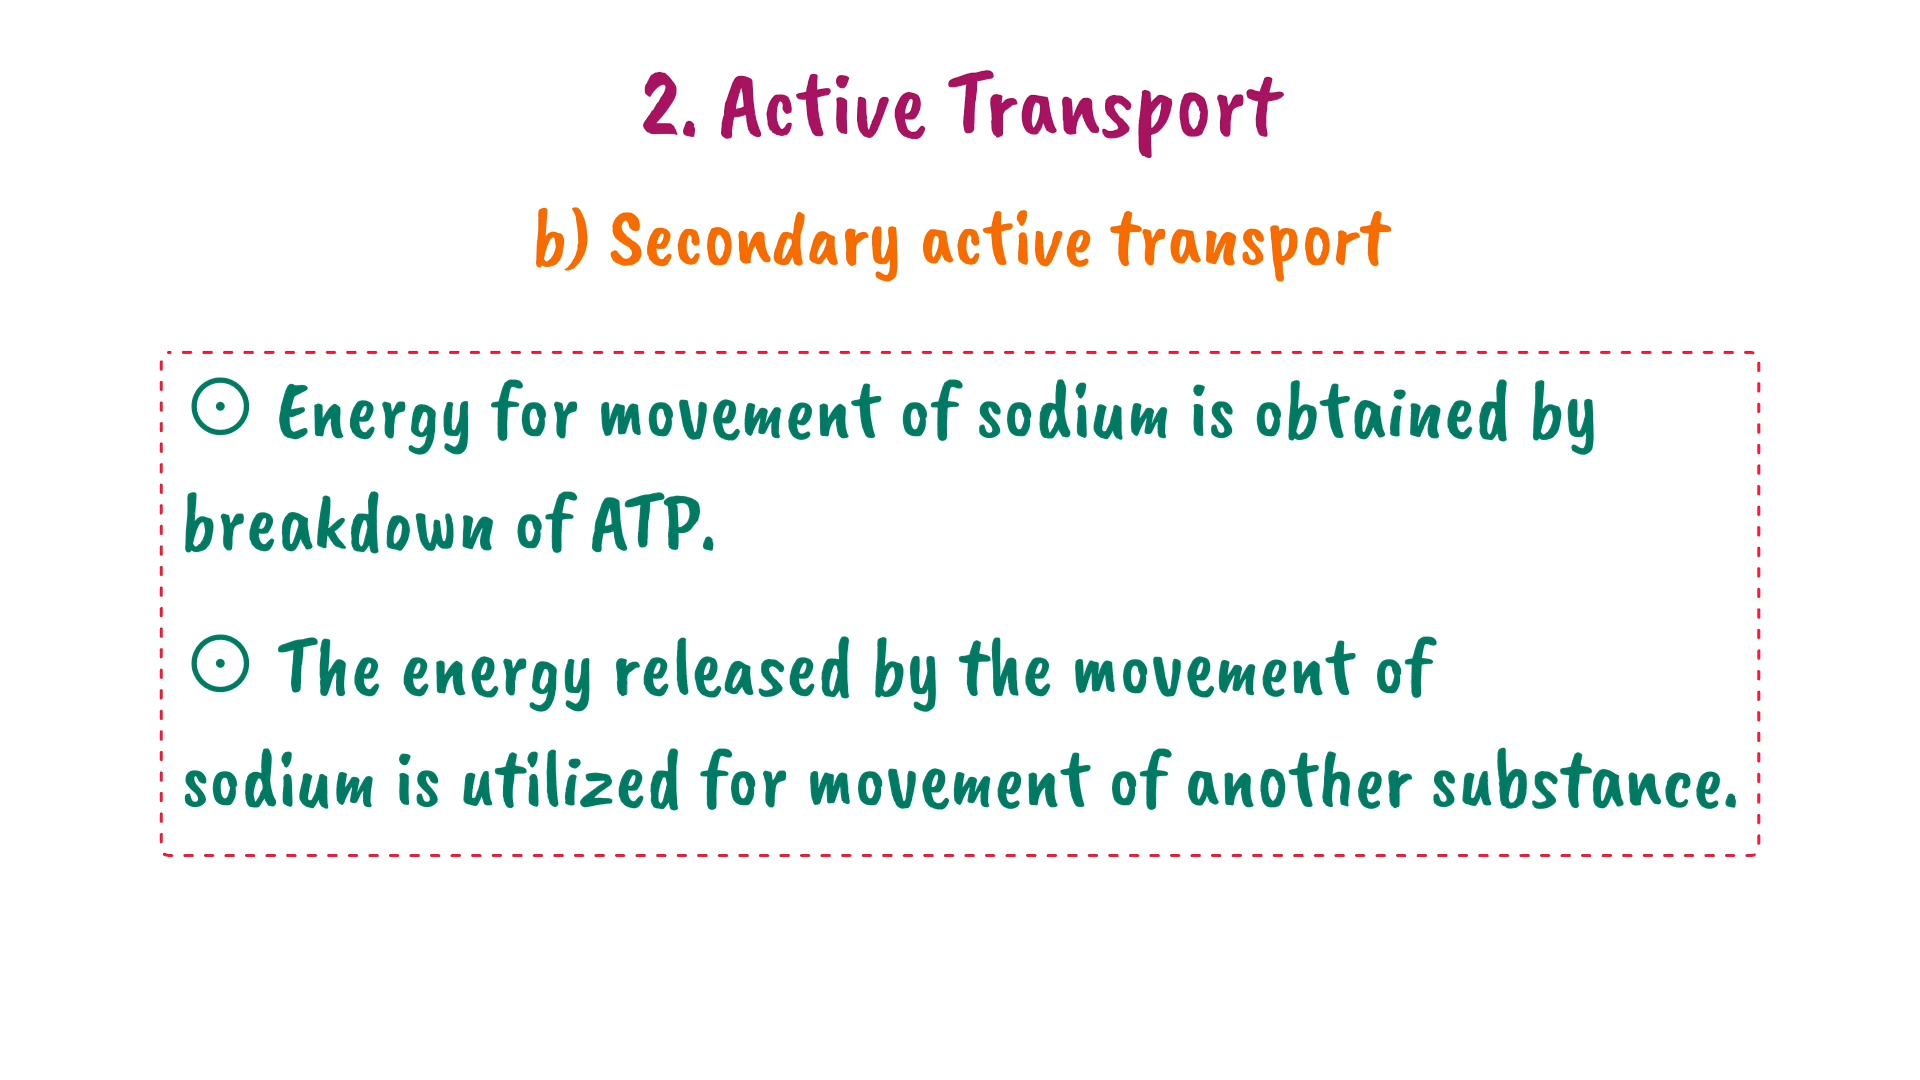 2. Active Transport
b) Secondary active transport
⊙ Energy for movement of sodium is obtained by
breakdown of ATP.
⊙ The energy released by the movement of
sodium is utilized for movement of another substance.